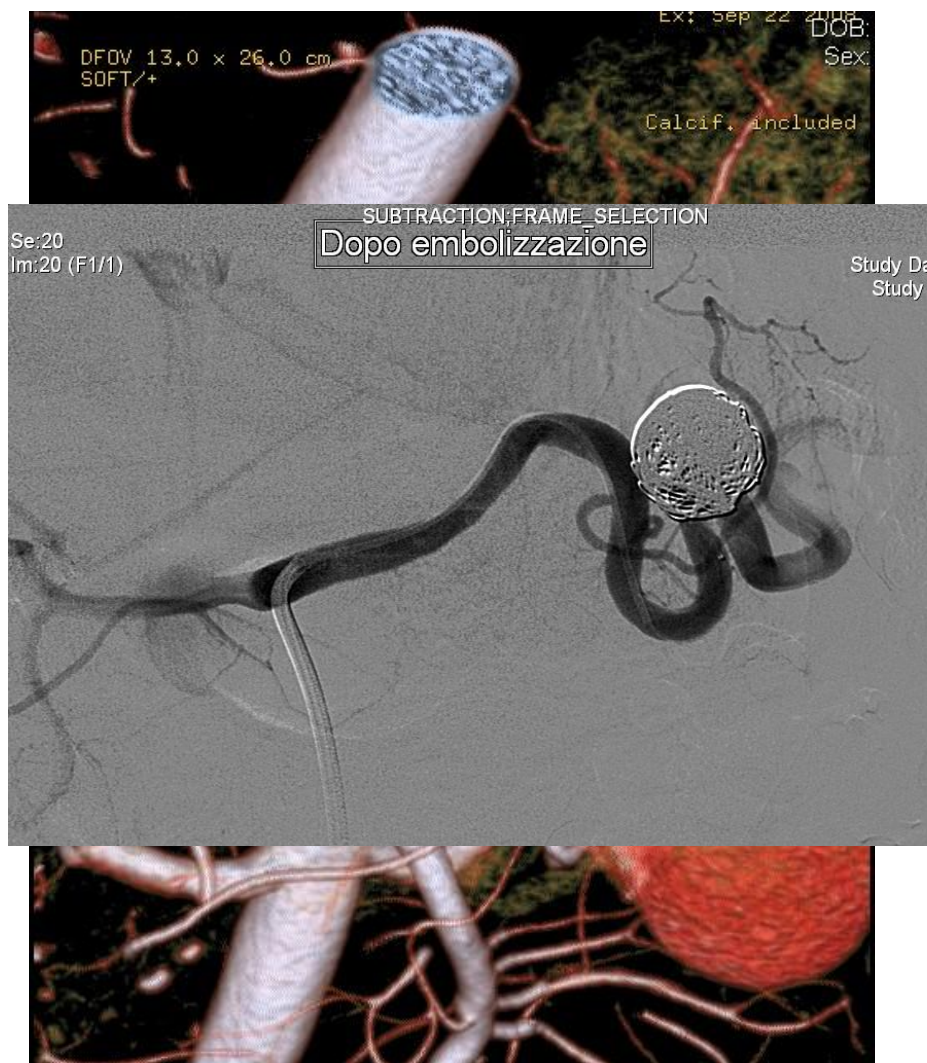 Ex: Sep 22 2008
DOB:
Sex:
DFOV 13.0 x 26.0 cm
SOFT/+
Calcif. included
SUBTRACTION;FRAME_SELECTION
Dopo embolizzazione
Se:20
Im:20 (F1/1)
Study Da
Study